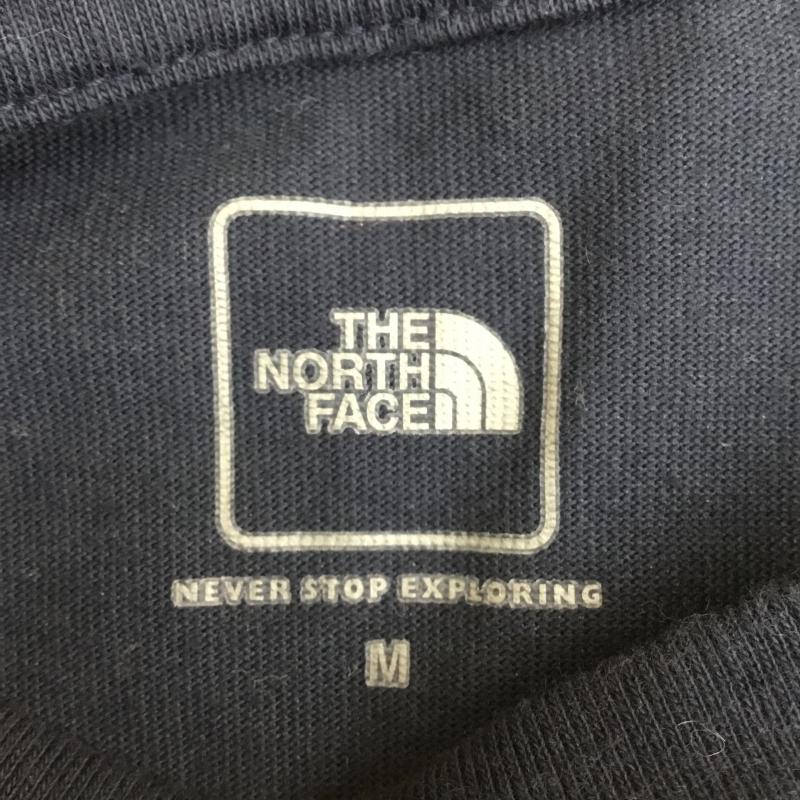 THE
NORTH
FACE
NEVER STOP EXPLORING
M